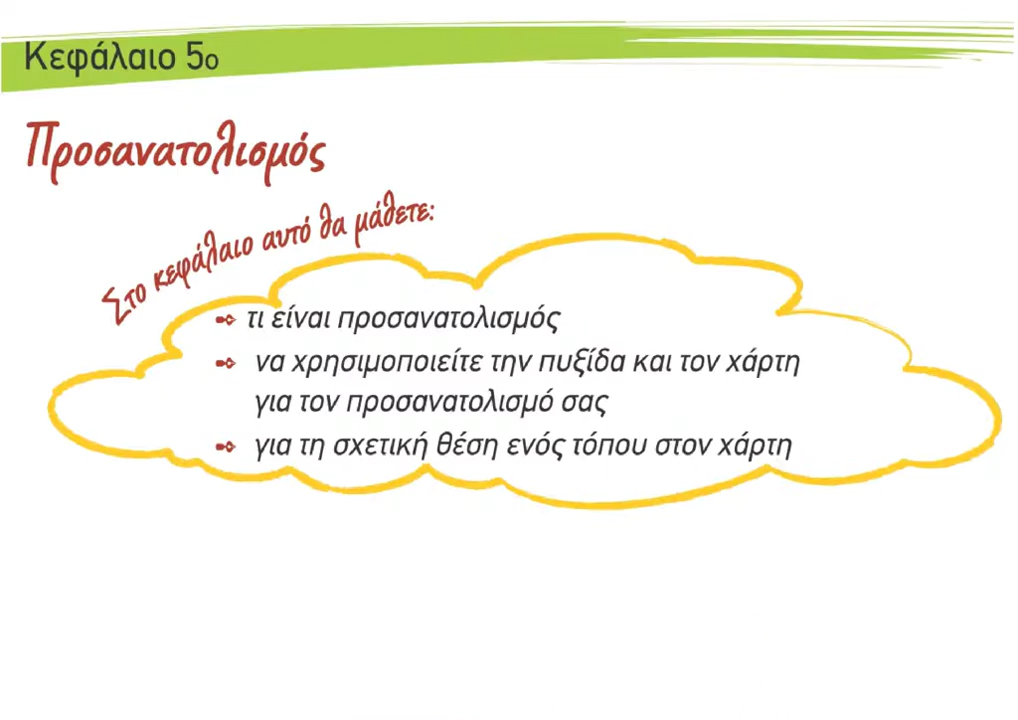 Κεφάλαιο 5ο
Προσανατολισμός
Στο κεφάλαιο αυτό θα μάθετε:
τι είναι προσανατολισμός
να χρησιμοποιείτε την πυξίδα και τον χάρτη
για τον προσανατολισμό σας
για τη σχετική θέση ενός τόπου στον χάρτη